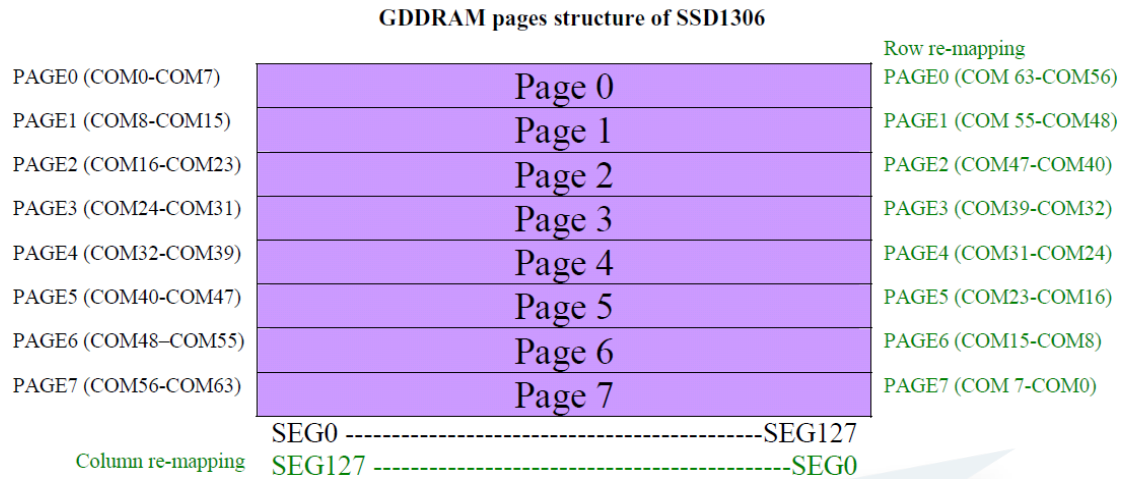 GDDRAM pages structure of SSD1306
Row re-mapping
PAGE0 (COM0-COM7) Page 0 PAGE0 (COM 63-COM56)
PAGE1 (COM8-COM15) Page 1 PAGE1 (COM 55-COM48)
PAGE2 (COM16-COM23) Page 2 PAGE2 (COM47-COM40)
PAGE3 (COM24-COM31) Page 3 PAGE3 (COM39-COM32)
PAGE4 (COM32-COM39) Page 4 PAGE4 (COM31-COM24)
PAGE5 (COM40-COM47) Page 5 PAGE5 (COM23-COM16)
PAGE6 (COM48–COM55) Page 6 PAGE6 (COM15-COM8)
PAGE7 (COM56-COM63) Page 7 PAGE7 (COM 7-COM0)
SEG0 ---------------------------------------------SEG127
Column re-mapping SEG127 ---------------------------------------------SEG0